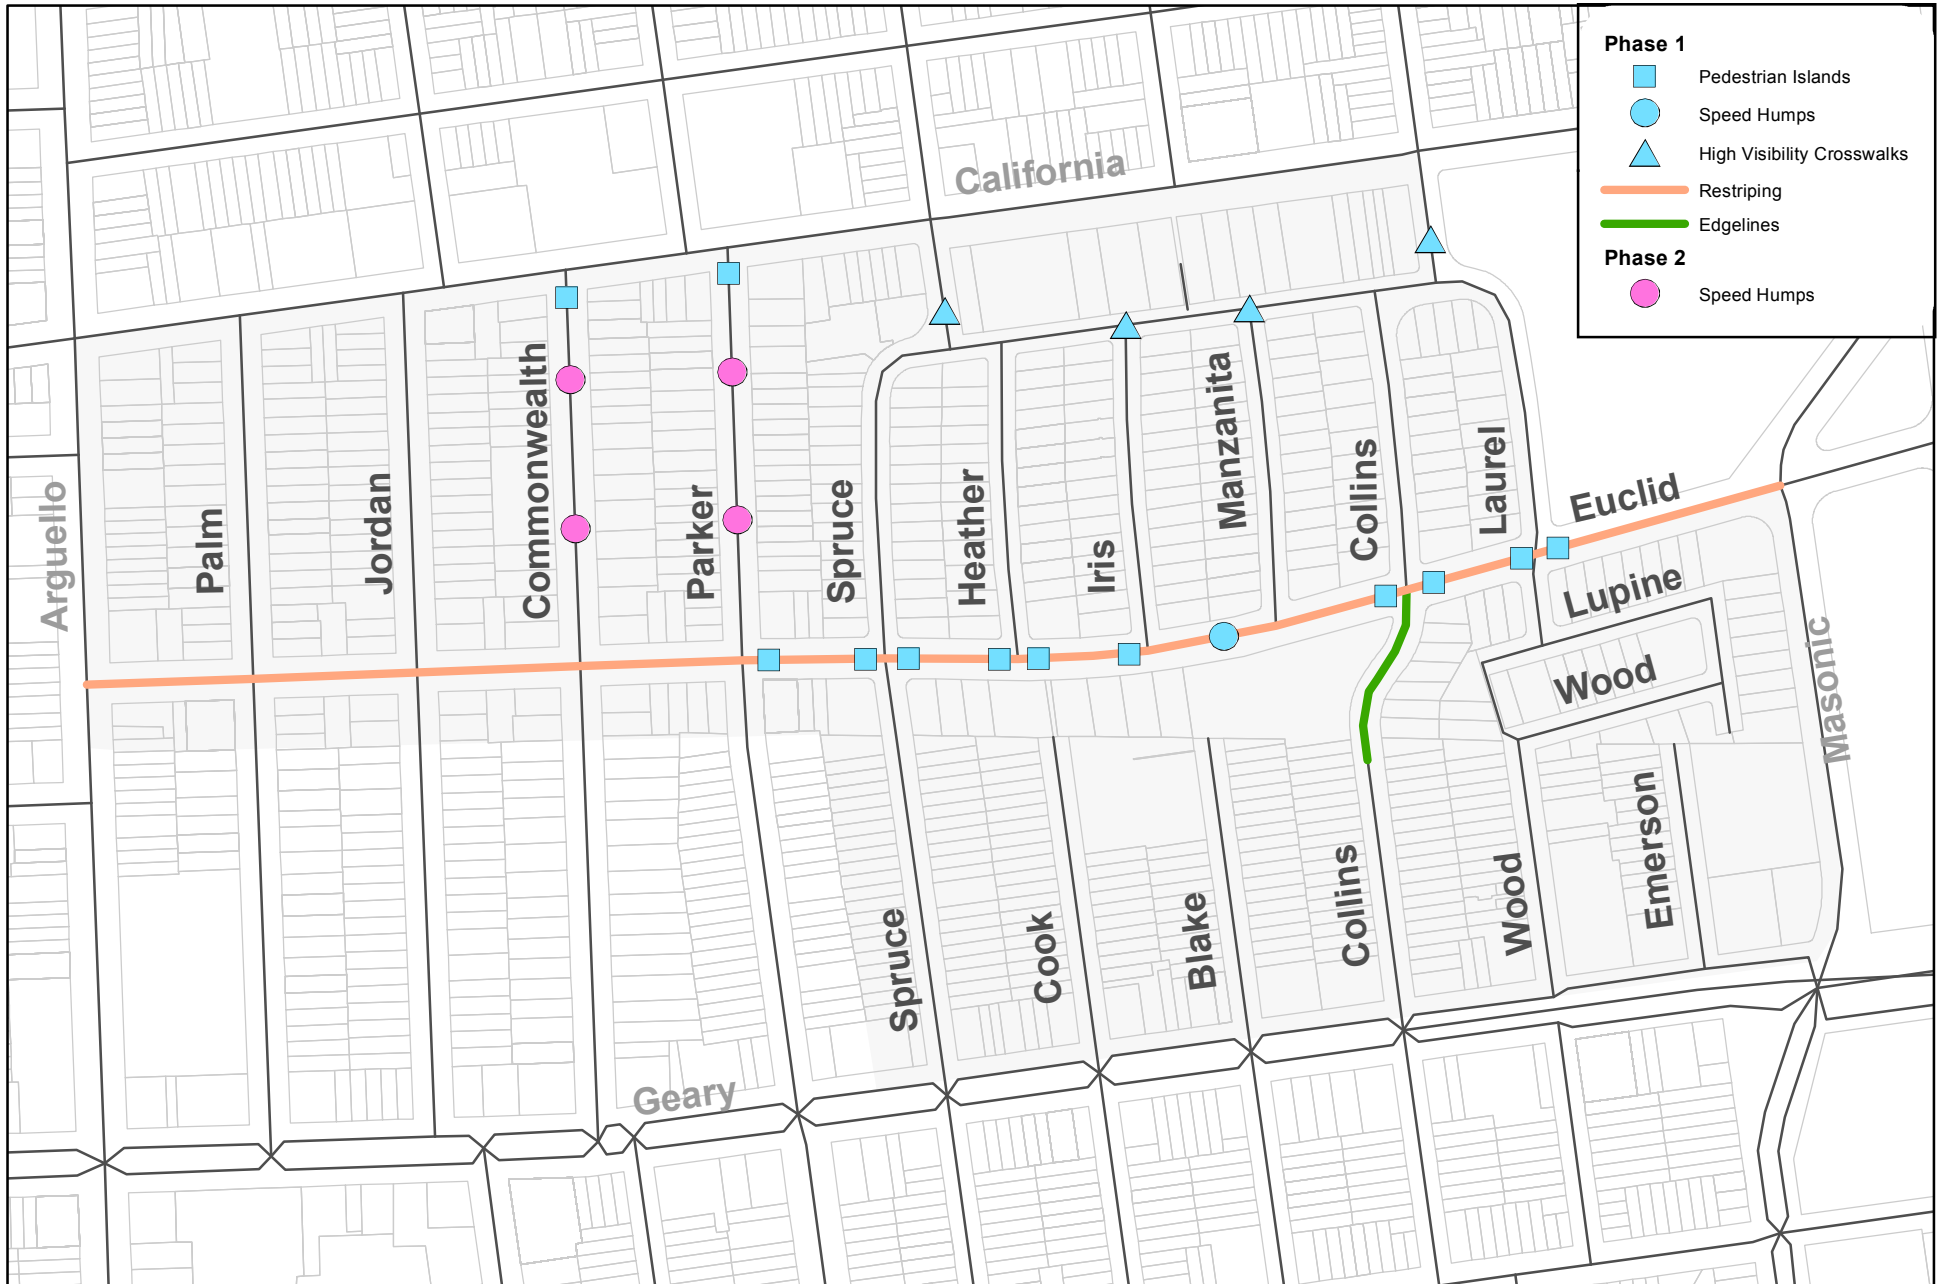 Phase 1
Pedestrian Islands
Speed Humps
High Visibility Crosswalks
Restriping
Edgelines
Phase 2
Speed Humps
California
Arguello
Palm
Jordan
Commonwealth
Parker
Spruce
Heather
Iris
Manzanita
Collins
Laurel
Euclid
Lupine
Wood
Masonic
Spruce
Cook
Blake
Collins
Wood
Emerson
Geary